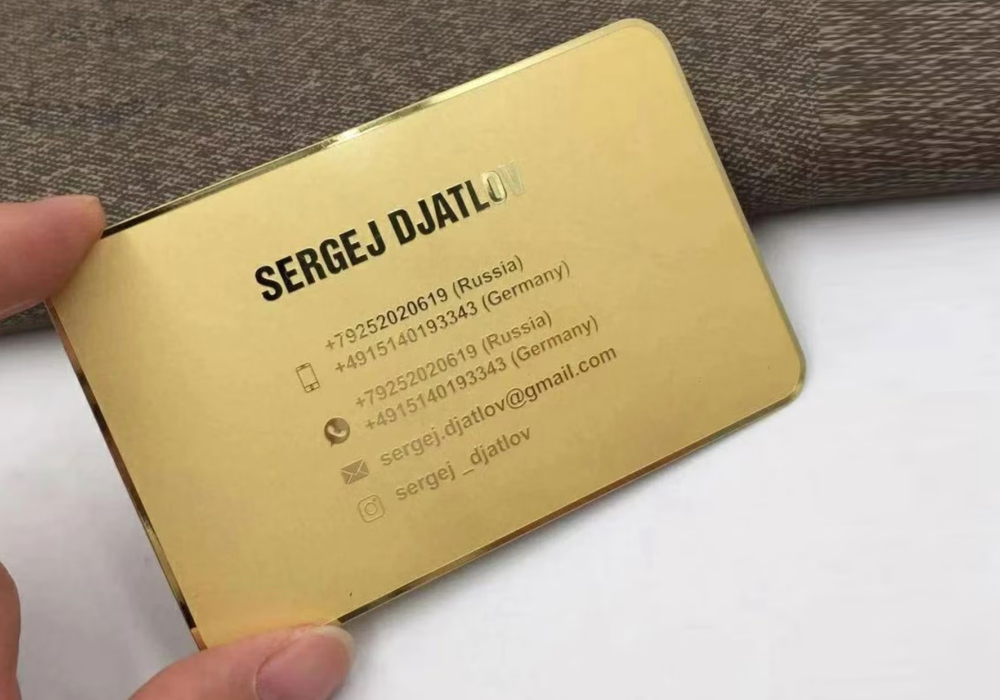 SERGEJ DJATLOV
+79252020619 (Russia)
+4915140193343 (Germany)
+79252020619 (Russia)
+4915140193343 (Germany)
sergej.djatlov@gmail.com
sergej _djatlov